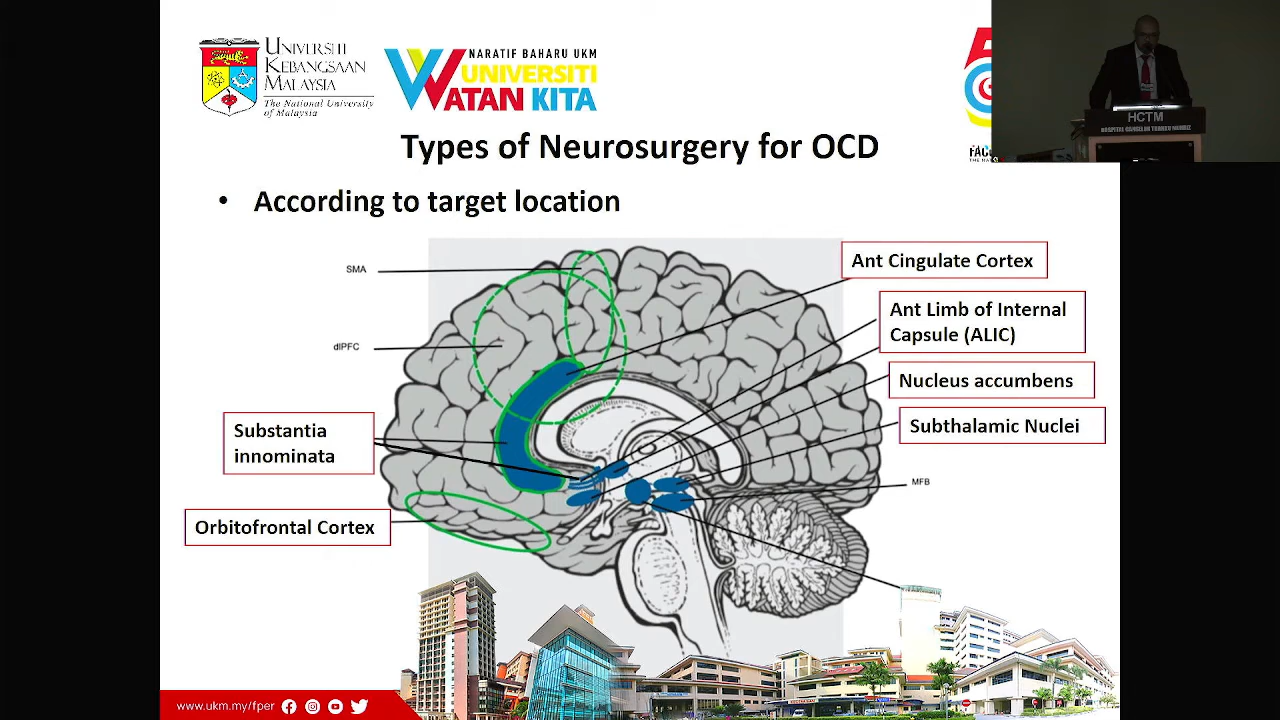 UNIVERSITI
KEBANGSAAN
MALAYSIA
The National University
of Malaysia
NARATIF BAHARU UKM
UNIVERSITI
WATAN KITA
HCTM
Types of Neurosurgery for OCD
• According to target location
SMA
dlPFC
Ant Cingulate Cortex
Ant Limb of Internal
Capsule (ALIC)
Nucleus accumbens
Subthalamic Nuclei
MFB
Substantia
innominata
Orbitofrontal Cortex
www.ukm.my/fper